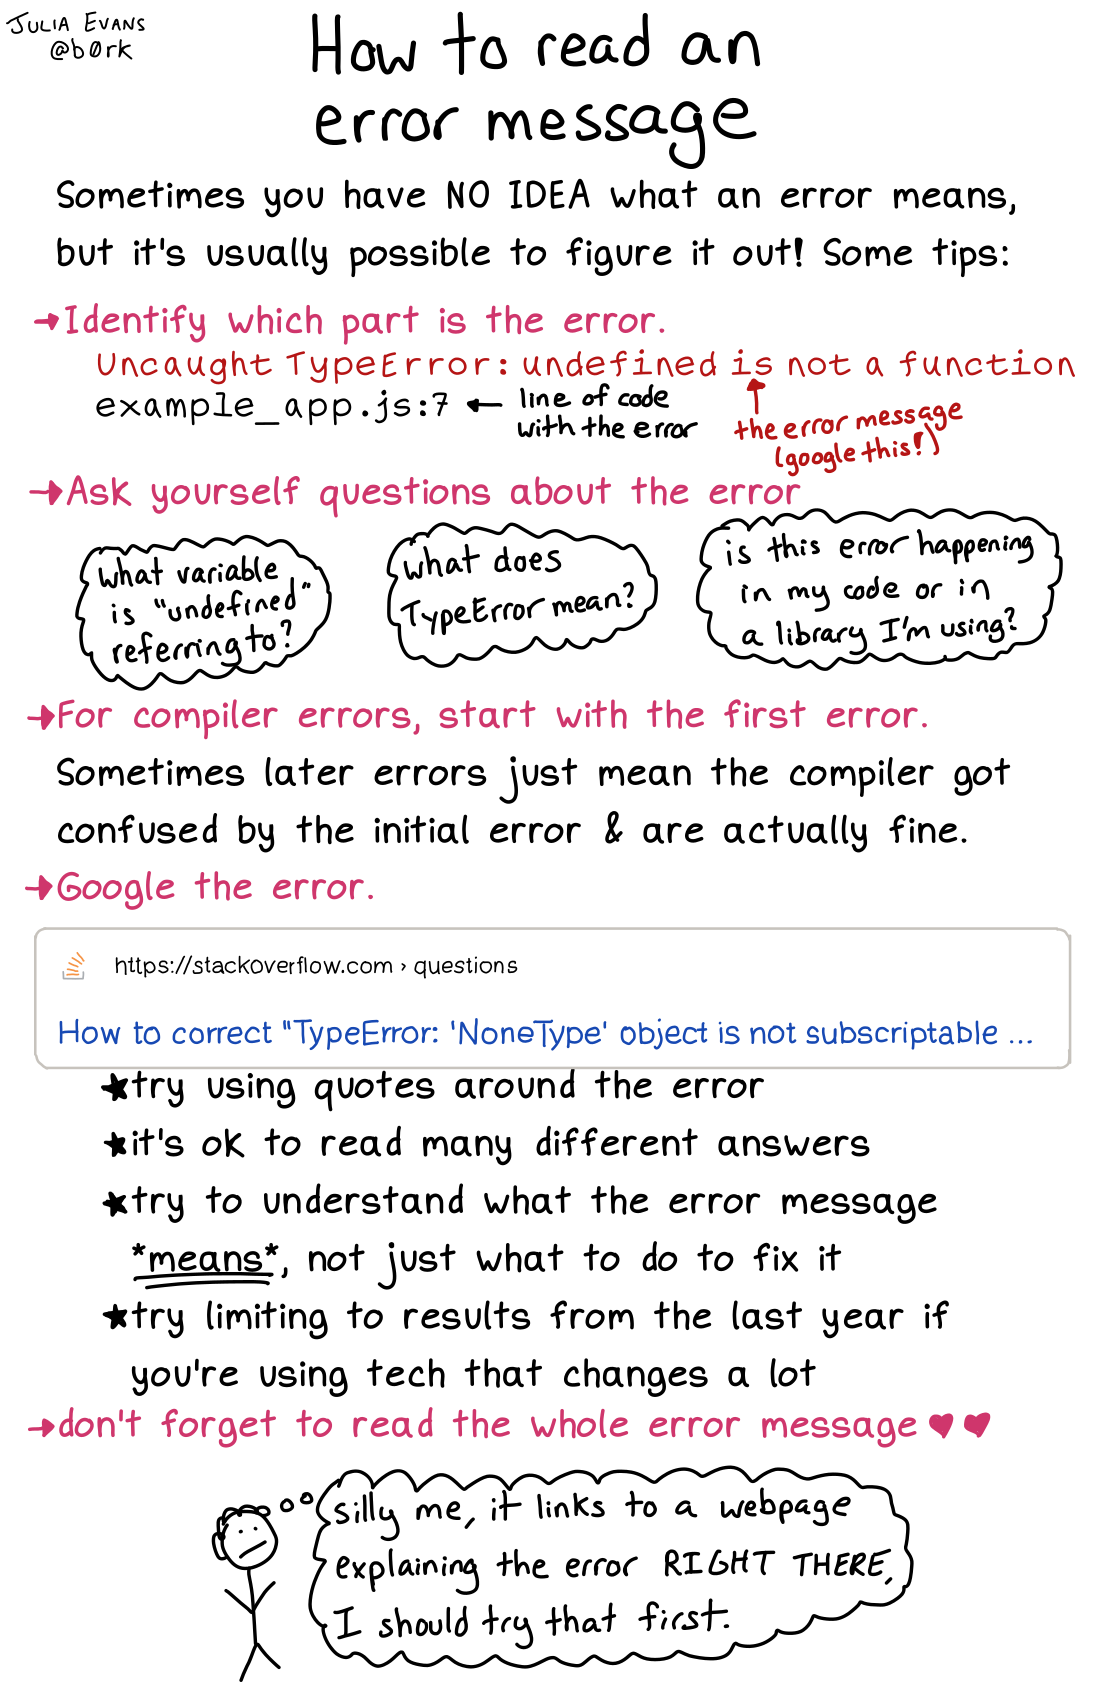 JULIA EVANS
@b0rk
How to read an
error message
Sometimes you have NO IDEA what an error means,
but it's usually possible to figure it out! Some tips:
→Identify which part is the error.
Uncaught TypeError: undefined is not a function
example_app.js:7 ← line of code
with the error
the error message
(google this!)
→Ask yourself questions about the error
what variable
is "undefined"
referring to?
what does
TypeError mean?
is this error happening
in my code or in
a library I'm using?
→For compiler errors, start with the first error.
Sometimes later errors just mean the compiler got
confused by the initial error & are actually fine.
→Google the error.
https://stackoverflow.com › questions
How to correct "TypeError: 'NoneType' object is not subscriptable ...
★try using quotes around the error
★it's ok to read many different answers
★try to understand what the error message
*means*, not just what to do to fix it
★try limiting to results from the last year if
you're using tech that changes a lot
→don't forget to read the whole error message ♥♥
silly me, it links to a webpage
explaining the error RIGHT THERE,
I should try that first.